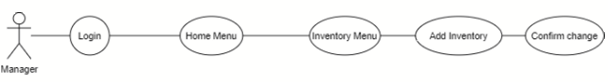 Login
Home Menu
Inventory Menu
Add Inventory
Confirm change
Manager